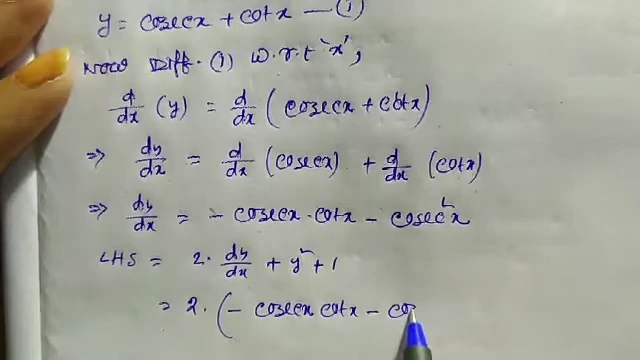 y = cosecx + cotx — (1)
Now Diff. (1) w.r.t 'x',
d/dx (y) = d/dx (cosecx + cotx)
⇒ dy/dx = d/dx (cosecx) + d/dx (cotx)
⇒ dy/dx = - cosecx · cotx - cosec²x
LHS = 2 · dy/dx + y² + 1
= 2 · (- cosecx cotx - co